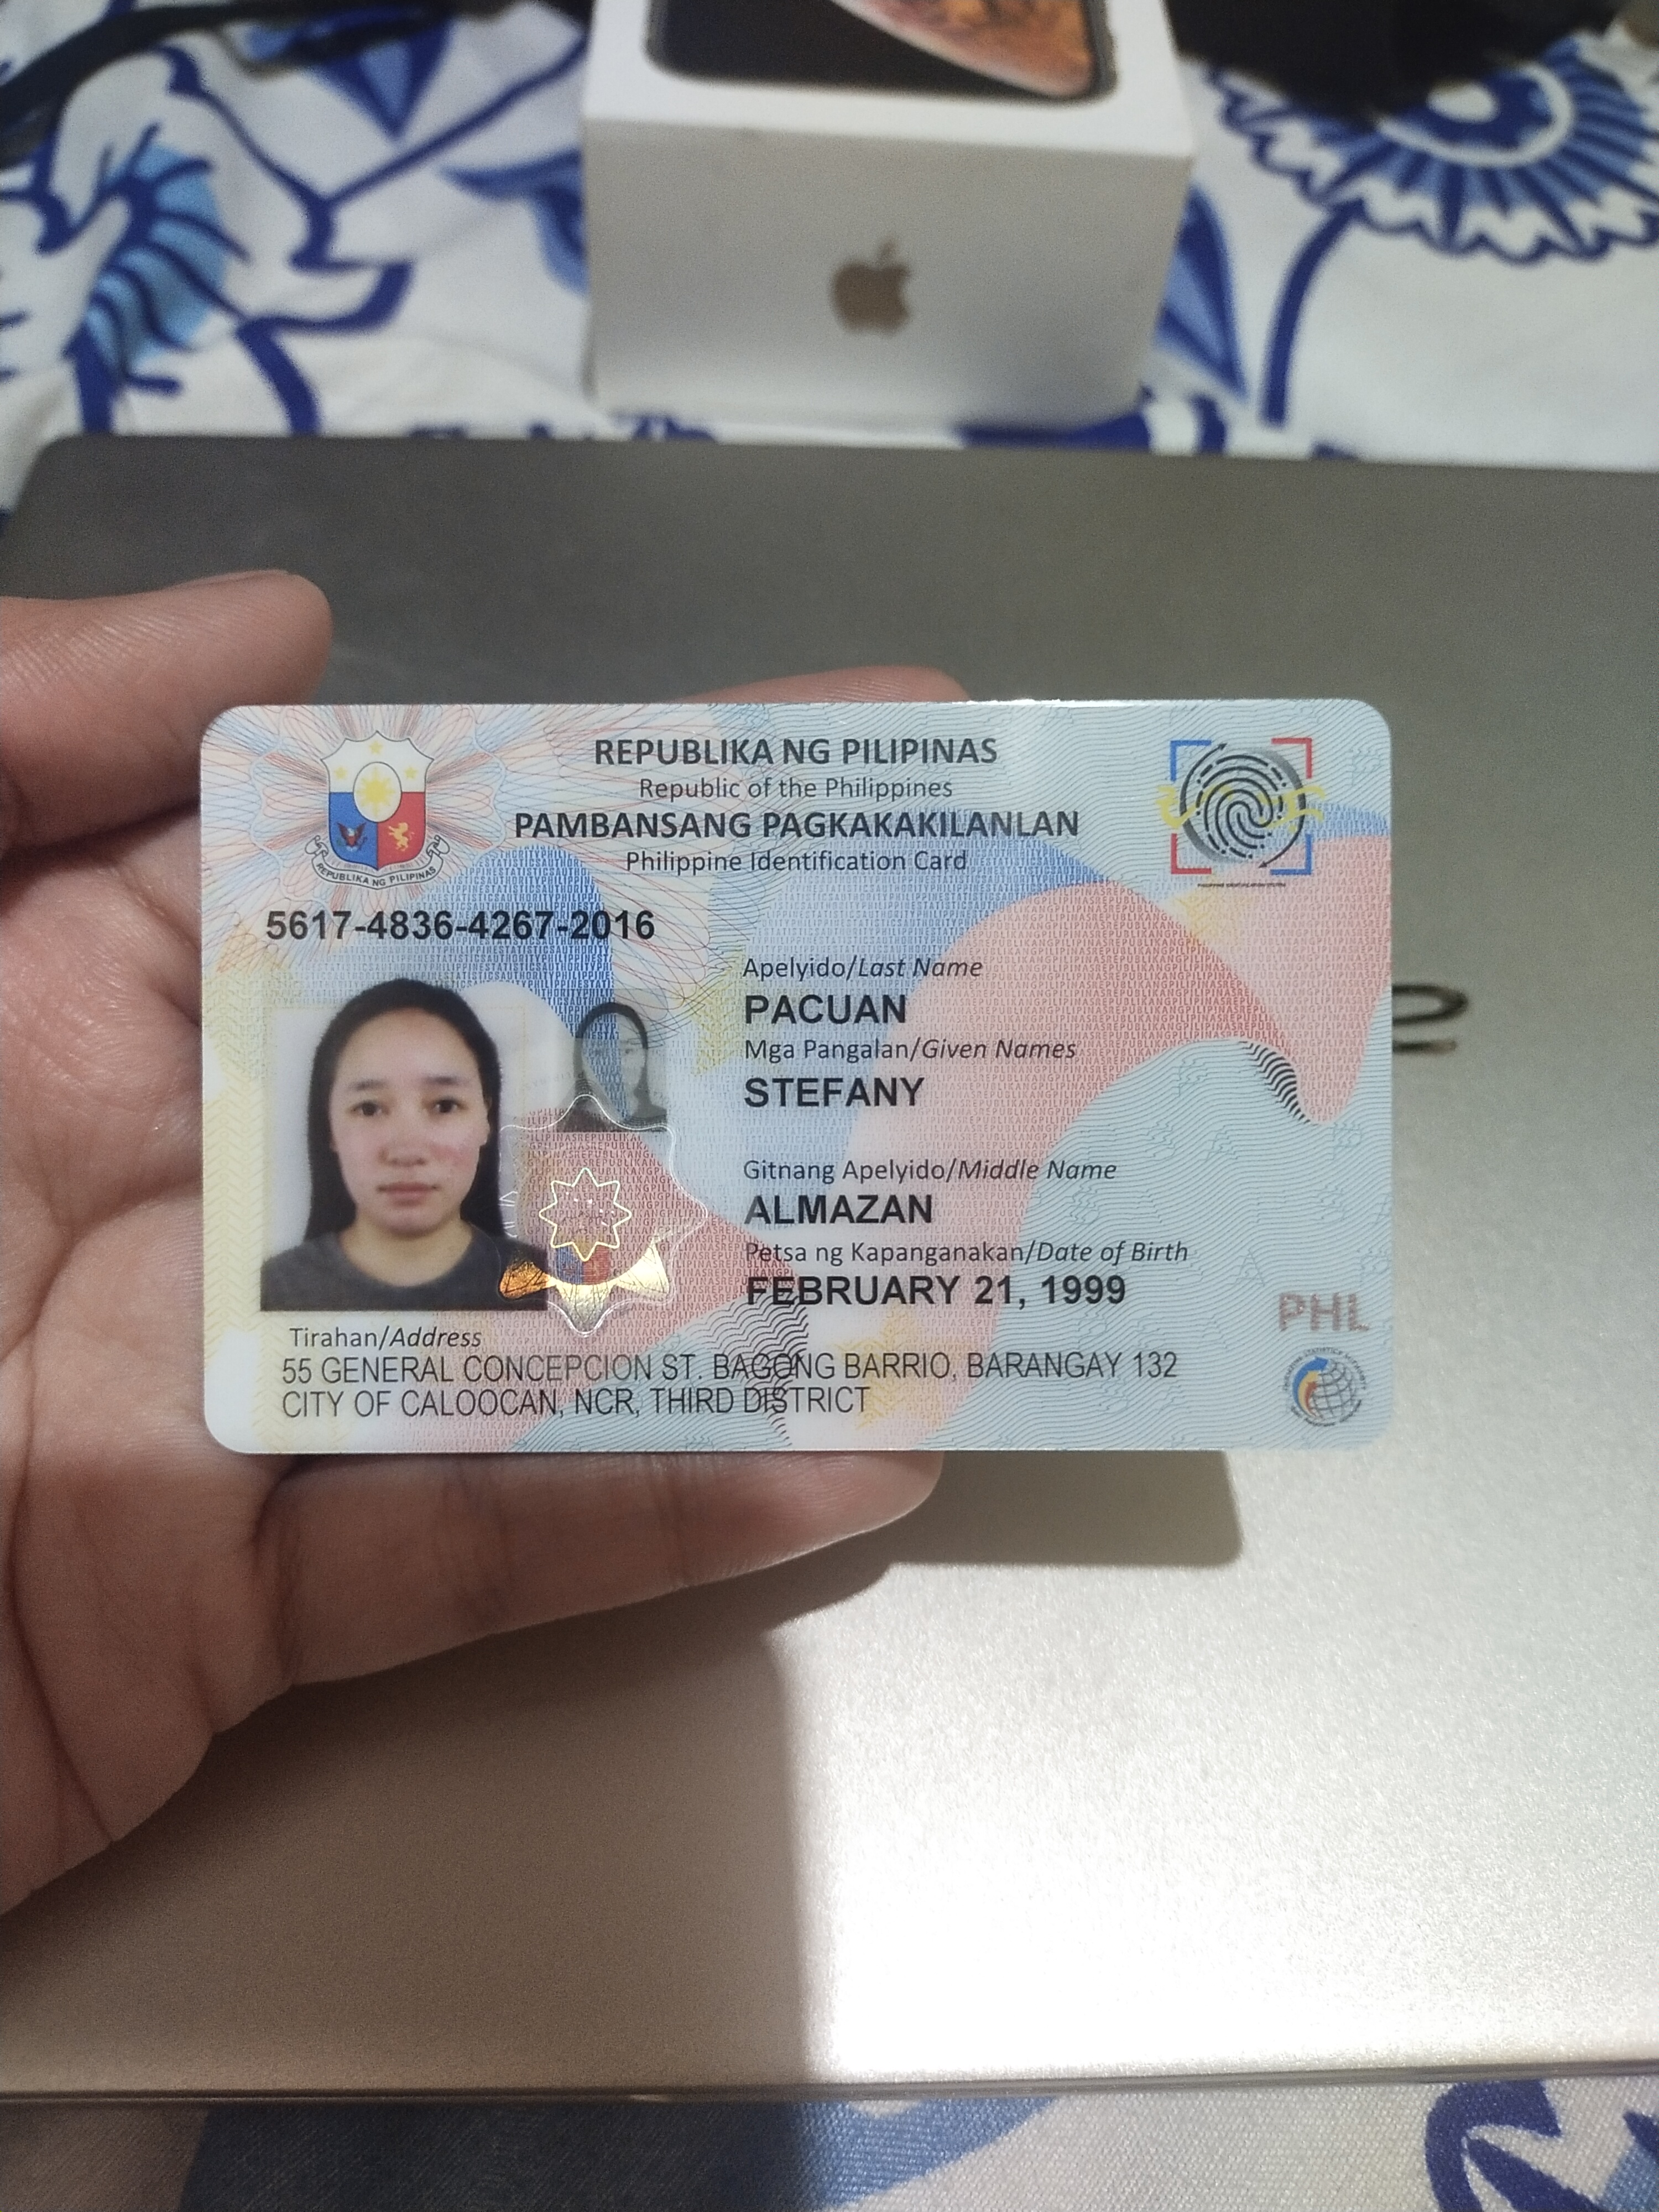 REPUBLIKA NG PILIPINAS
Republic of the Philippines
PAMBANSANG PAGKAKAKILANLAN
Philippine Identification Card
REPUBLIKA NG PILIPINAS
5617-4836-4267-2016
Apelyido/Last Name
PACUAN
Mga Pangalan/Given Names
STEFANY
Gitnang Apelyido/Middle Name
ALMAZAN
Petsa ng Kapanganakan/Date of Birth
FEBRUARY 21, 1999
PHL
Tirahan/Address
55 GENERAL CONCEPCION ST. BAGONG BARRIO, BARANGAY 132
CITY OF CALOOCAN, NCR, THIRD DISTRICT